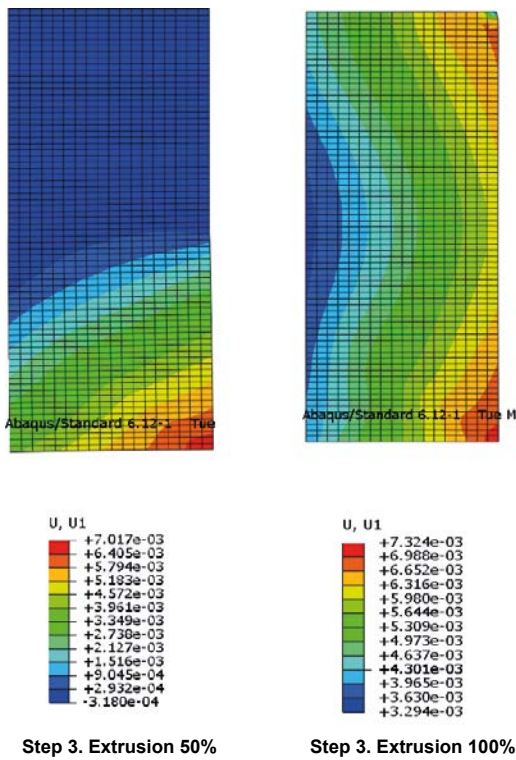 Abaqus/Standard 6.12-1 Tue
Abaqus/Standard 6.12-1 Tue M
U, U1
+7.017e-03
+6.405e-03
+5.794e-03
+5.183e-03
+4.572e-03
+3.961e-03
+3.349e-03
+2.738e-03
+2.127e-03
+1.516e-03
+9.045e-04
+2.932e-04
-3.180e-04
U, U1
+7.324e-03
+6.988e-03
+6.652e-03
+6.316e-03
+5.980e-03
+5.644e-03
+5.309e-03
+4.973e-03
+4.637e-03
+4.301e-03
+3.965e-03
+3.630e-03
+3.294e-03
Step 3. Extrusion 50%
Step 3. Extrusion 100%